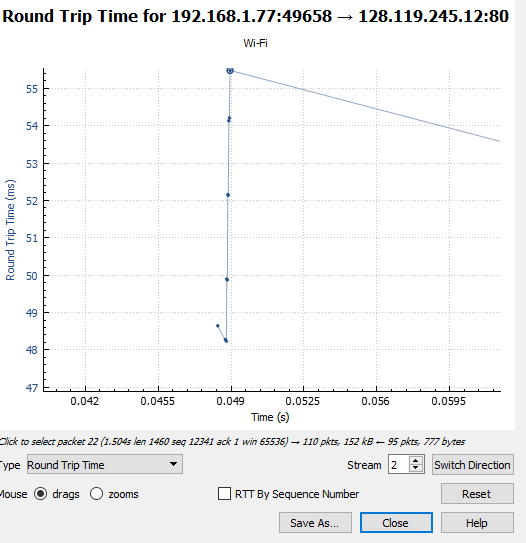 Round Trip Time for 192.168.1.77:49658 → 128.119.245.12:80
Wi-Fi
55
54
53
52
51
50
49
48
47
Round Trip Time (ms)
0.042 0.0455 0.049 0.0525 0.056 0.0595
Time (s)
Click to select packet 22 (1.504s len 1460 seq 12341 ack 1 win 65536) → 110 pkts, 152 kB ← 95 pkts, 777 bytes
Type Round Trip Time Stream 2 Switch Direction
Mouse drags zooms RTT By Sequence Number Reset
Save As... Close Help